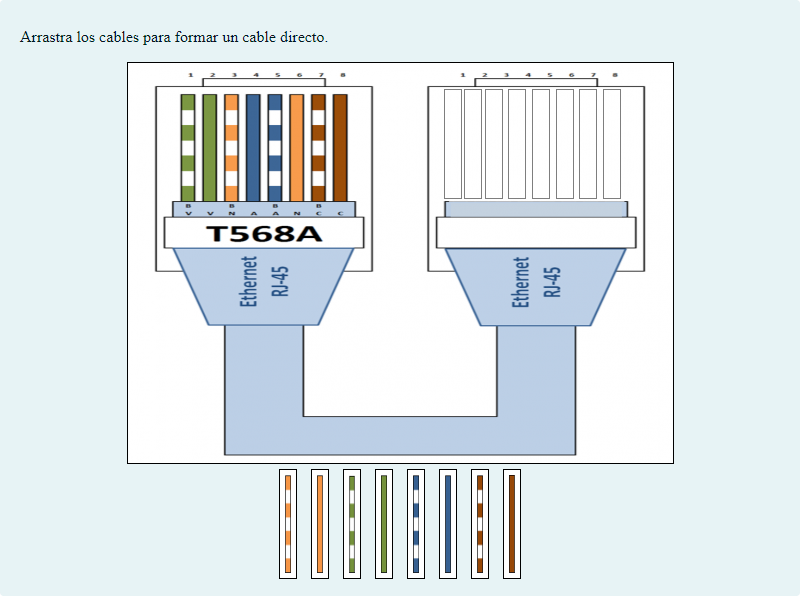 Arrastra los cables para formar un cable directo.
1 2 3 4 5 6 7 8
1 2 3 4 5 6 7 8
B B B B
V V N A A N C C
T568A
Ethernet
RJ-45
Ethernet
RJ-45